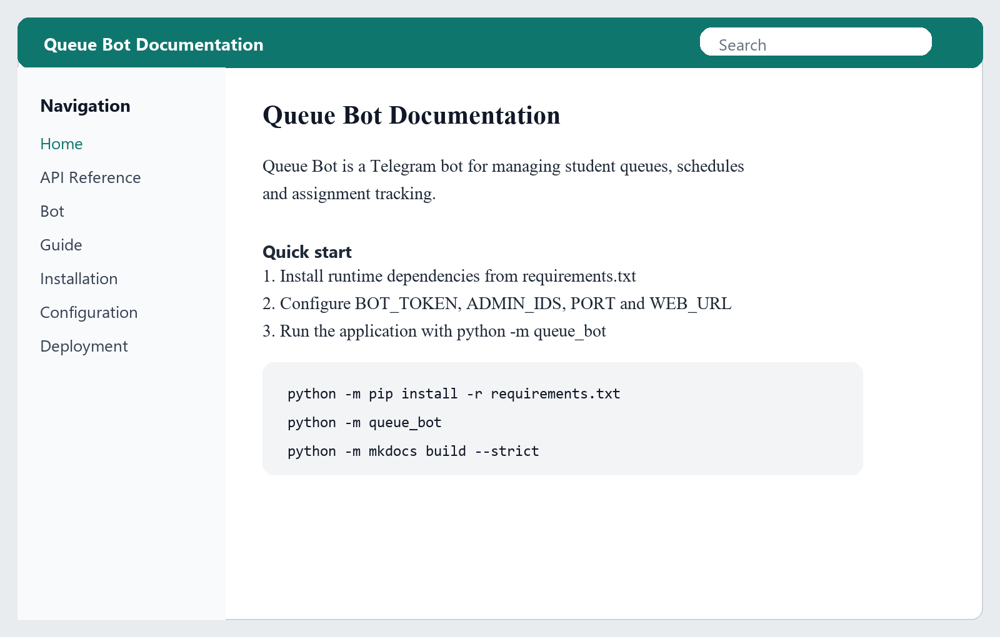 Queue Bot Documentation
Search
Navigation
Home
API Reference
Bot
Guide
Installation
Configuration
Deployment
Queue Bot Documentation
Queue Bot is a Telegram bot for managing student queues, schedules
and assignment tracking.
Quick start
1. Install runtime dependencies from requirements.txt
2. Configure BOT_TOKEN, ADMIN_IDS, PORT and WEB_URL
3. Run the application with python -m queue_bot
python -m pip install -r requirements.txt
python -m queue_bot
python -m mkdocs build --strict